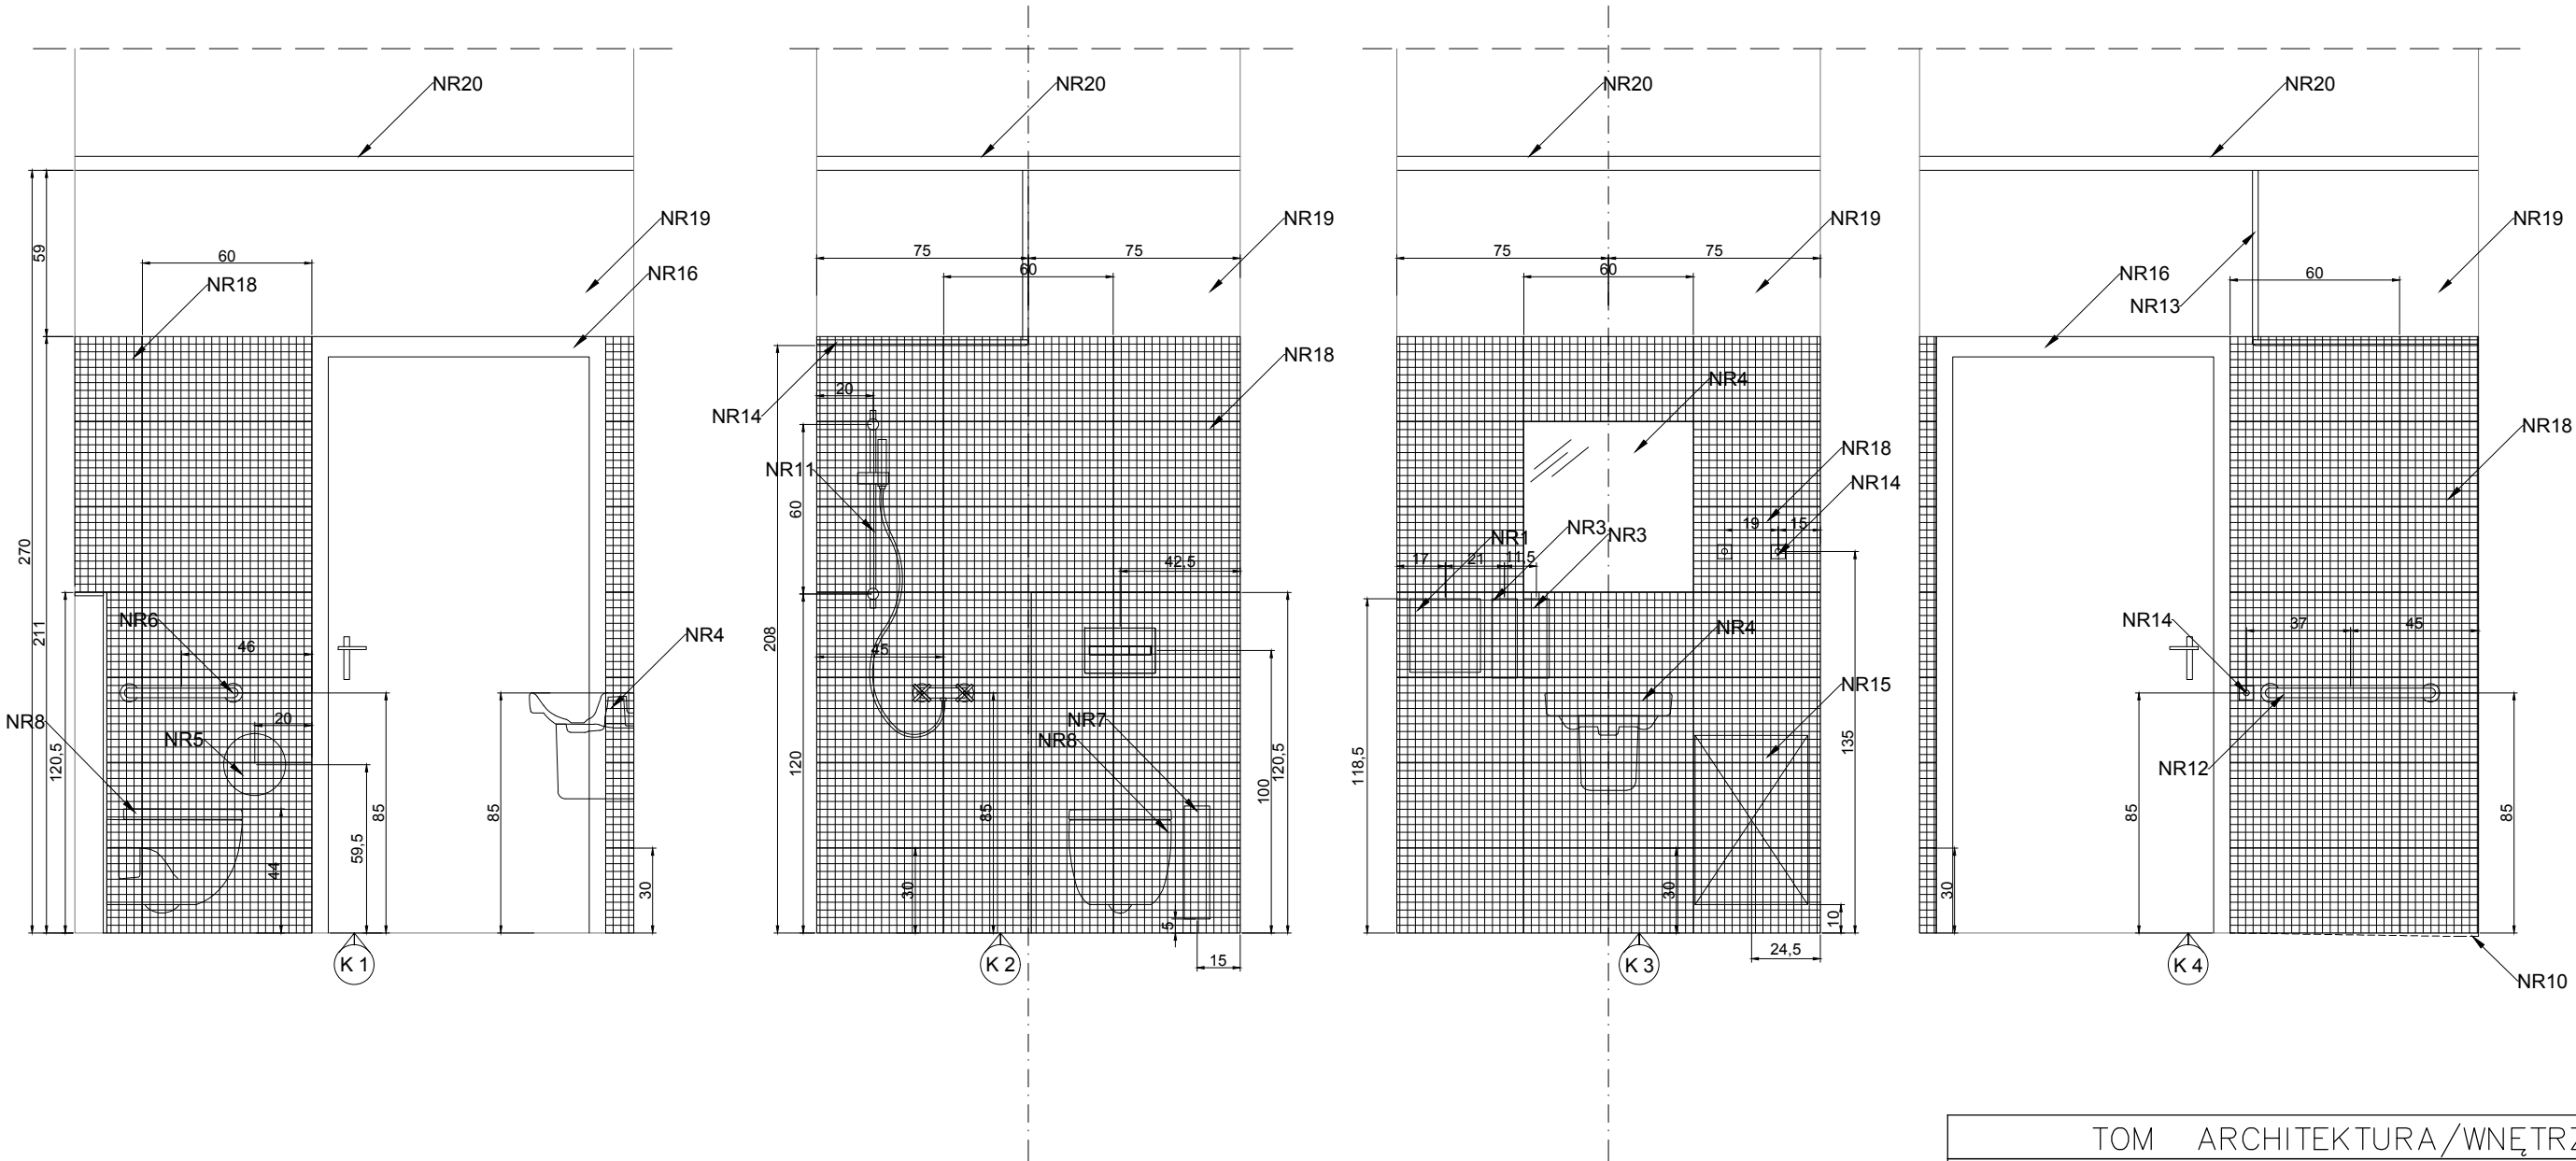 NR20
NR19
NR16
60
NR18
59
270
211
120,5
NR6
46
NR8
NR5
20
44
59,5
85
85
NR4
30
K 1
NR20
NR19
75
75
60
NR18
20
NR14
NR11
60
208
120
45
42,5
NR7
NR8
85
30
100
120,5
5
15
K 2
NR20
NR19
75
75
60
NR4
NR18
NR14
19
15
NR1
NR3
NR3
17
21
11,5
NR4
NR15
118,5
135
30
10
24,5
K 3
NR20
NR19
NR16
NR13
60
NR18
NR14
37
45
NR12
85
85
30
K 4
NR10
TOM ARCHITEKTURA/WNĘTRZ